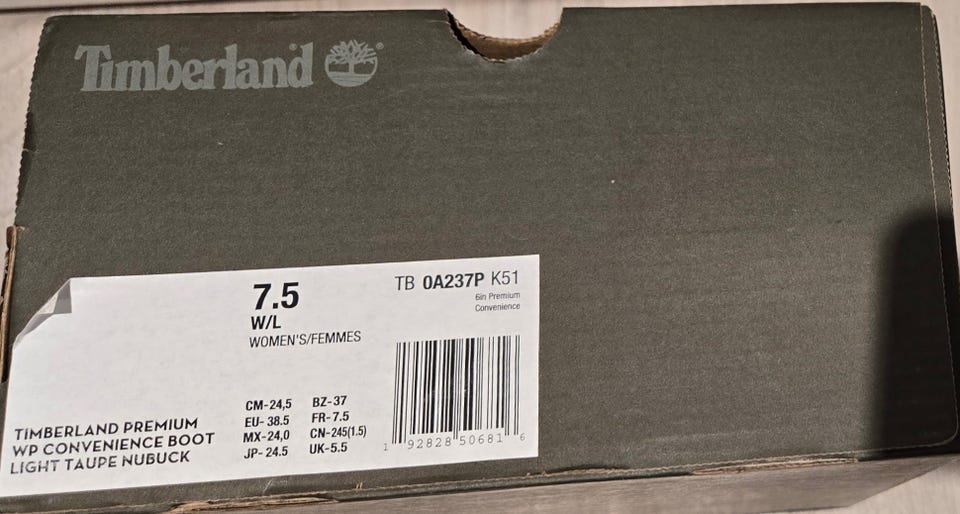 Timberland ®
7.5
W/L
WOMEN'S/FEMMES
TB 0A237P K51
6in Premium
Convenience
TIMBERLAND PREMIUM
WP CONVENIENCE BOOT
LIGHT TAUPE NUBUCK
CM-24,5 BZ-37
EU- 38.5 FR-7.5
MX-24,0 CN-245(1.5)
JP- 24.5 UK-5.5
1 92828 50681 6